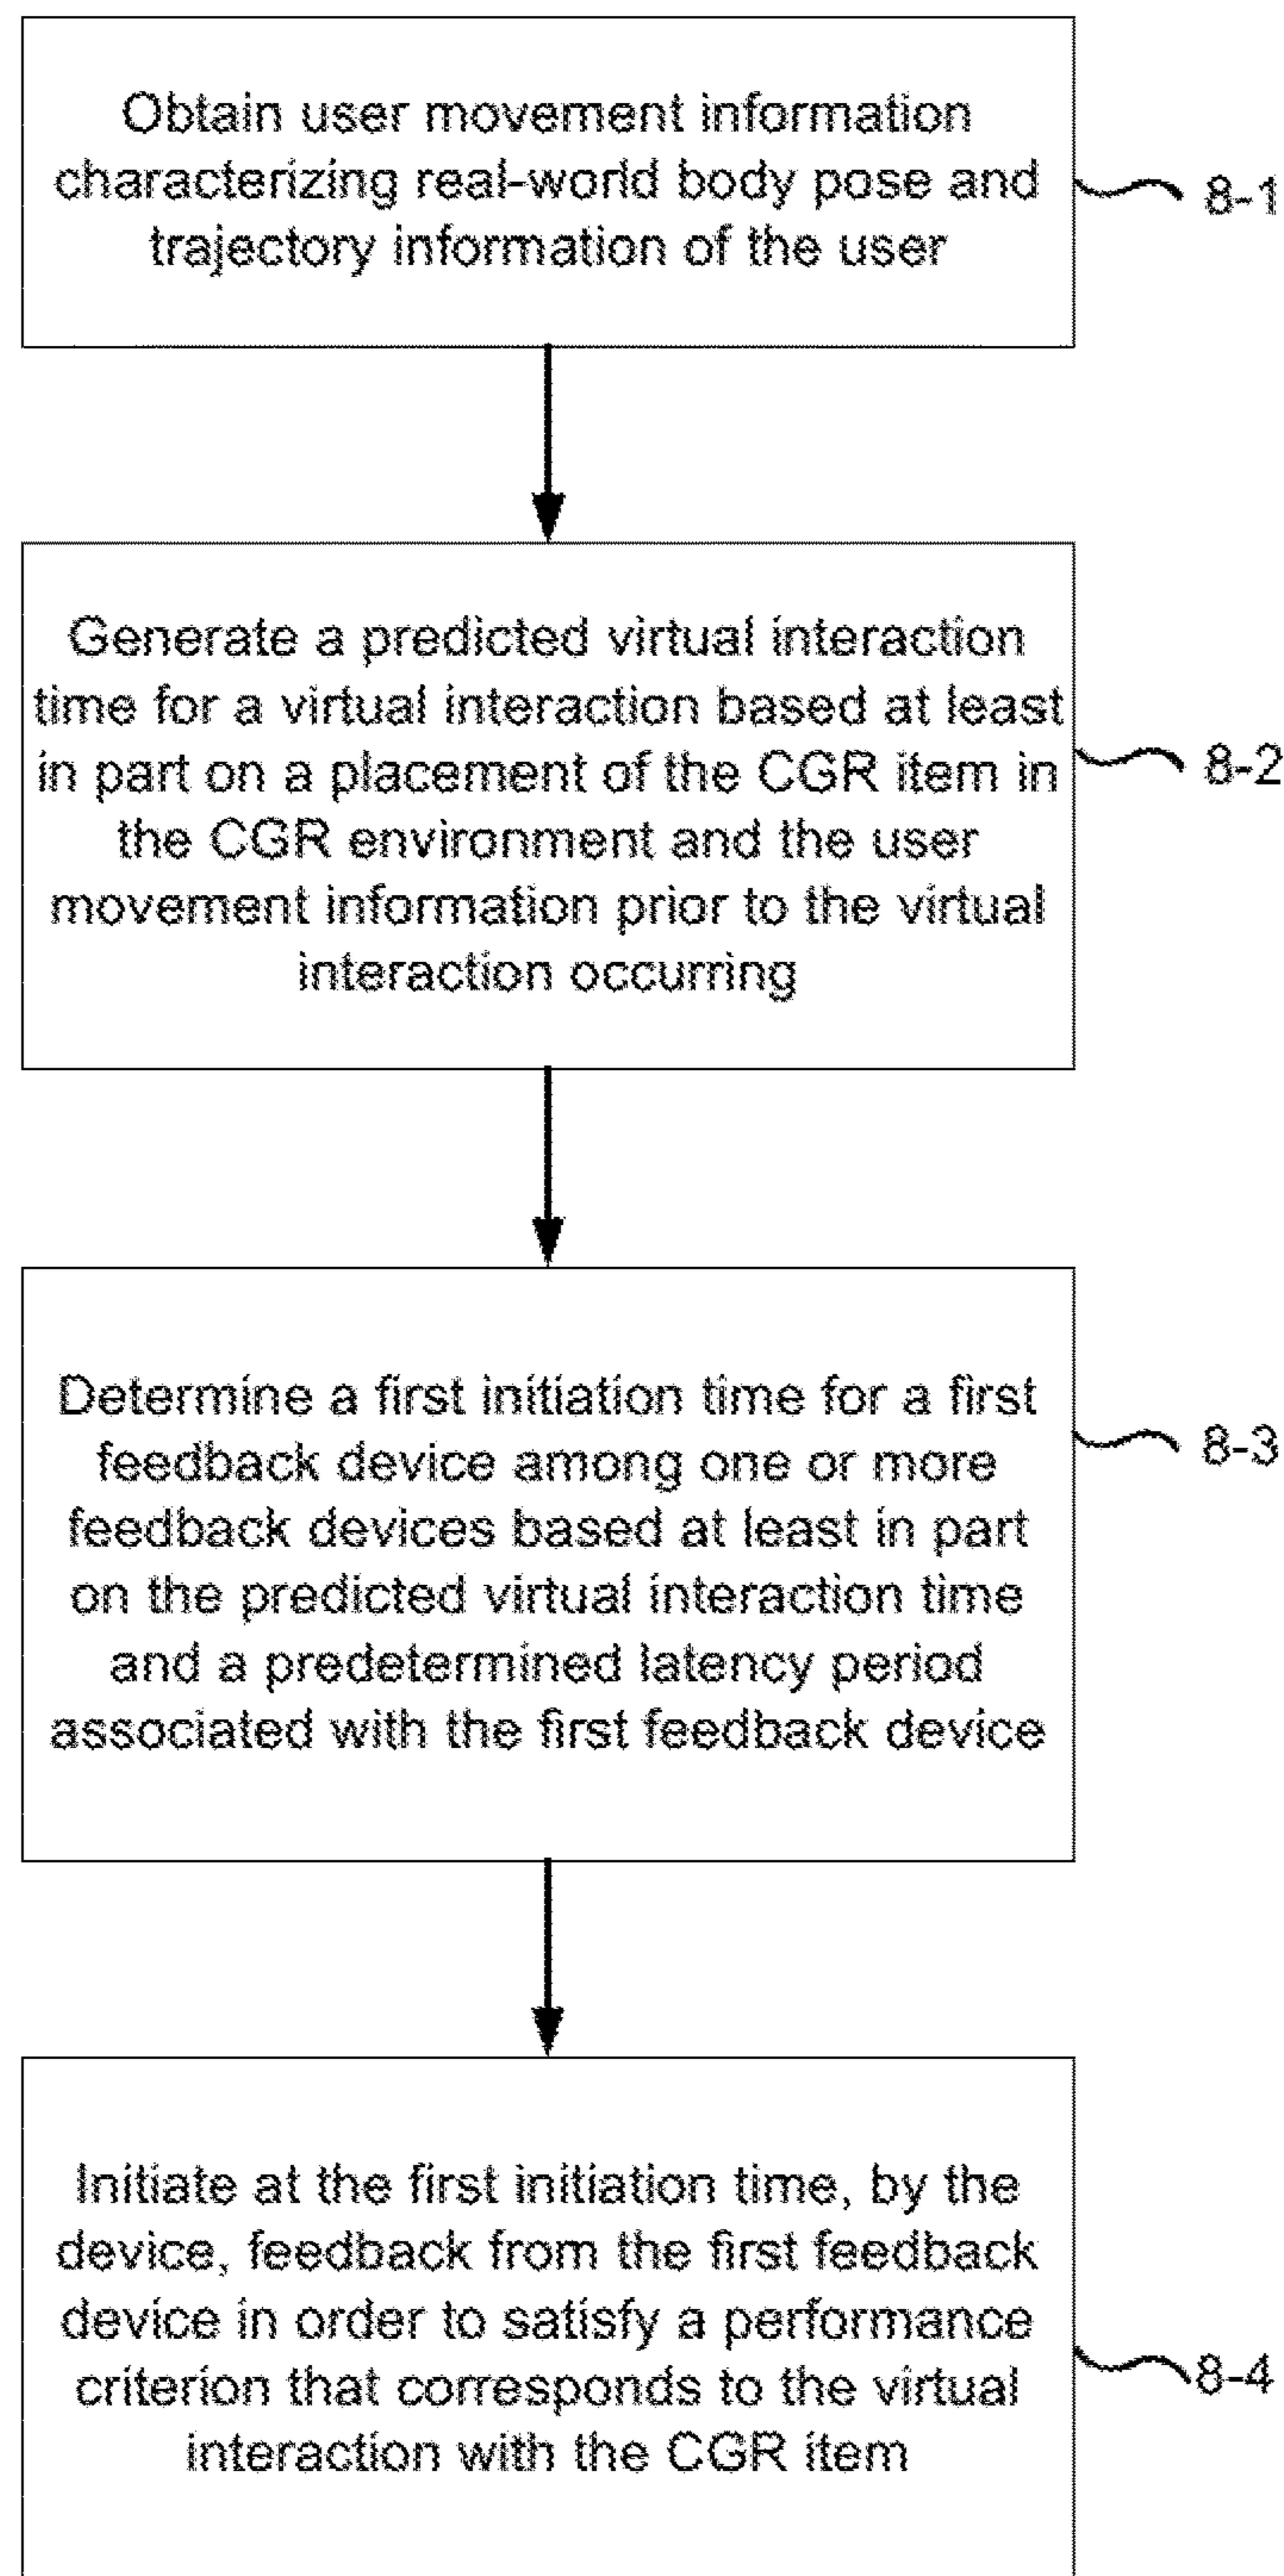 Obtain user movement information
characterizing real-world body pose and
trajectory information of the user
8-1
Generate a predicted virtual interaction
time for a virtual interaction based at least
in part on a placement of the CGR item in
the CGR environment and the user
movement information prior to the virtual
interaction occurring
8-2
Determine a first initiation time for a first
feedback device among one or more
feedback devices based at least in part
on the predicted virtual interaction time
and a predetermined latency period
associated with the first feedback device
8-3
Initiate at the first initiation time, by the
device, feedback from the first feedback
device in order to satisfy a performance
criterion that corresponds to the virtual
interaction with the CGR item
8-4